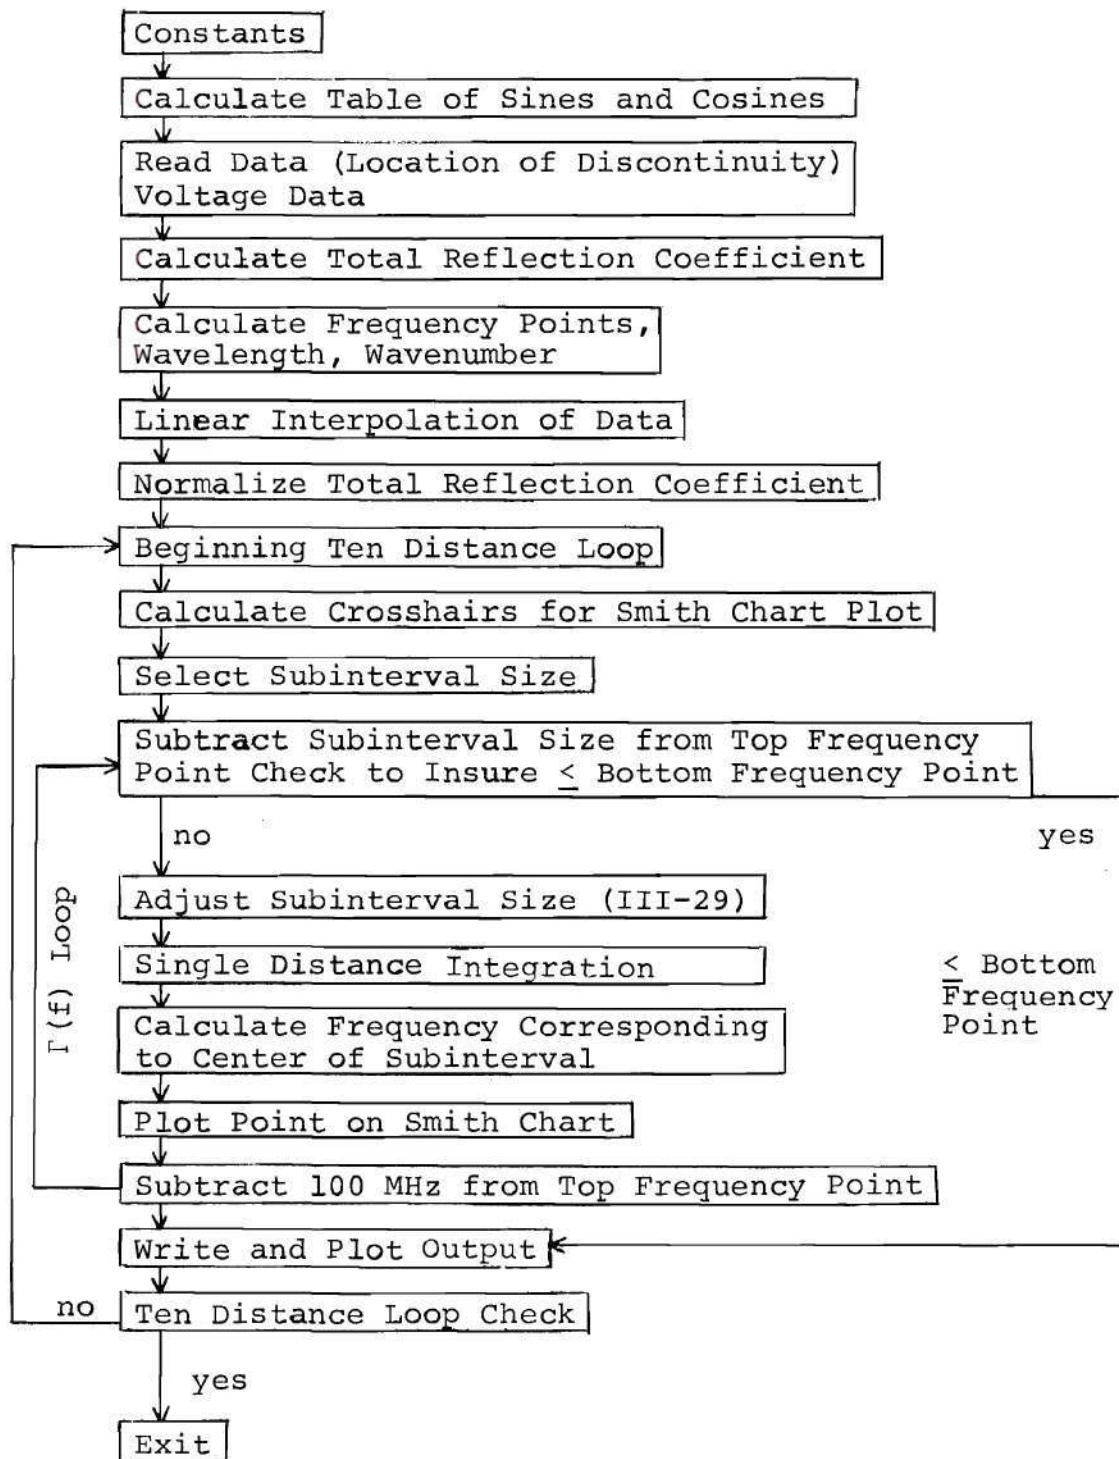 Constants
Calculate Table of Sines and Cosines
Read Data (Location of Discontinuity)
Voltage Data
Calculate Total Reflection Coefficient
Calculate Frequency Points,
Wavelength, Wavenumber
Linear Interpolation of Data
Normalize Total Reflection Coefficient
Beginning Ten Distance Loop
Calculate Crosshairs for Smith Chart Plot
Select Subinterval Size
Subtract Subinterval Size from Top Frequency
Point Check to Insure ≤ Bottom Frequency Point
no
yes
Γ(f) Loop
Adjust Subinterval Size (III-29)
Single Distance Integration
≤ Bottom
Frequency
Point
Calculate Frequency Corresponding
to Center of Subinterval
Plot Point on Smith Chart
Subtract 100 MHz from Top Frequency Point
Write and Plot Output
no
Ten Distance Loop Check
yes
Exit